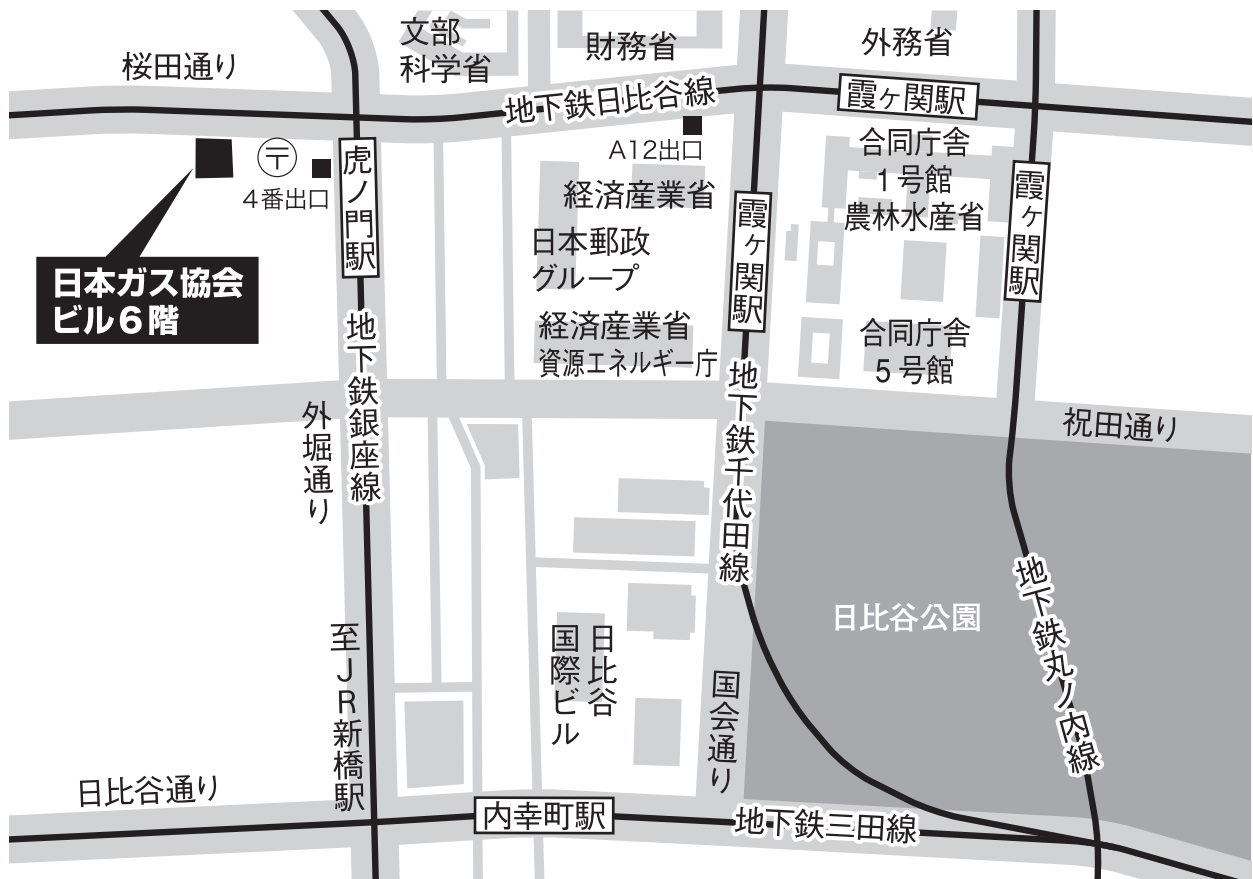 文部
科学省
財務省
外務省
桜田通り
地下鉄日比谷線
霞ヶ関駅
〒
4番出口
虎ノ門駅
A12出口
経済産業省
日本郵政
グループ
経済産業省
資源エネルギー庁
霞ヶ関駅
合同庁舎
1号館
農林水産省
霞ヶ関駅
合同庁舎
5号館
日本ガス協会
ビル6階
地下鉄銀座線
外堀通り
地下鉄千代田線
祝田通り
日比谷公園
地下鉄丸ノ内線
日比谷
国際ビル
国会通り
至JR新橋駅
日比谷通り
内幸町駅
地下鉄三田線